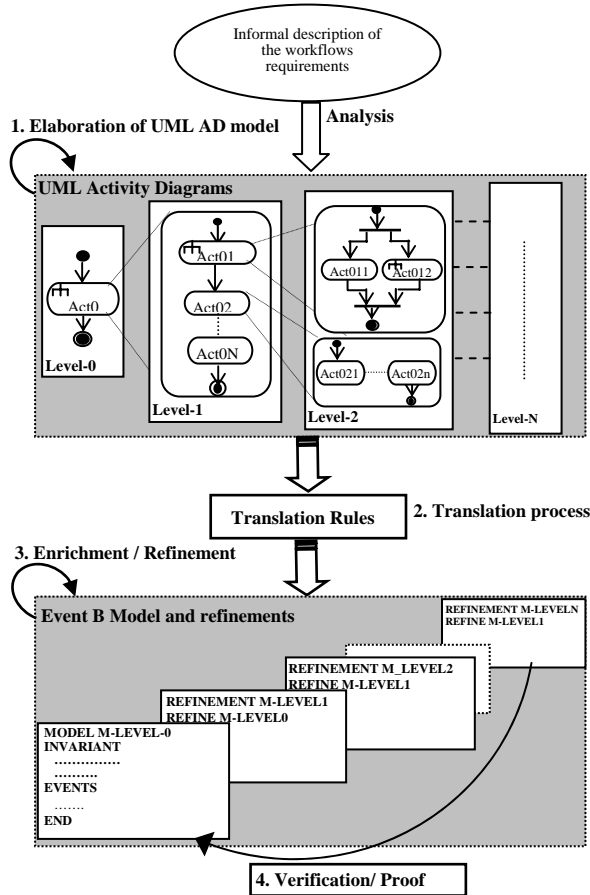 Informal description of
the workflows
requirements
Analysis
1. Elaboration of UML AD model
UML Activity Diagrams
Act0
Level-0
Act01
Act02
Act0N
Level-1
Act011
Act012
Act021
Act02n
Level-2
Level-N
Translation Rules
2. Translation process
3. Enrichment / Refinement
Event B Model and refinements
REFINEMENT M-LEVELN
REFINE M-LEVEL1
REFINEMENT M_LEVEL2
REFINE M-LEVEL1
REFINEMENT M-LEVEL1
REFINE M-LEVEL0
MODEL M-LEVEL-0
INVARIANT
...............
..........
EVENTS
.......
END
4. Verification/ Proof